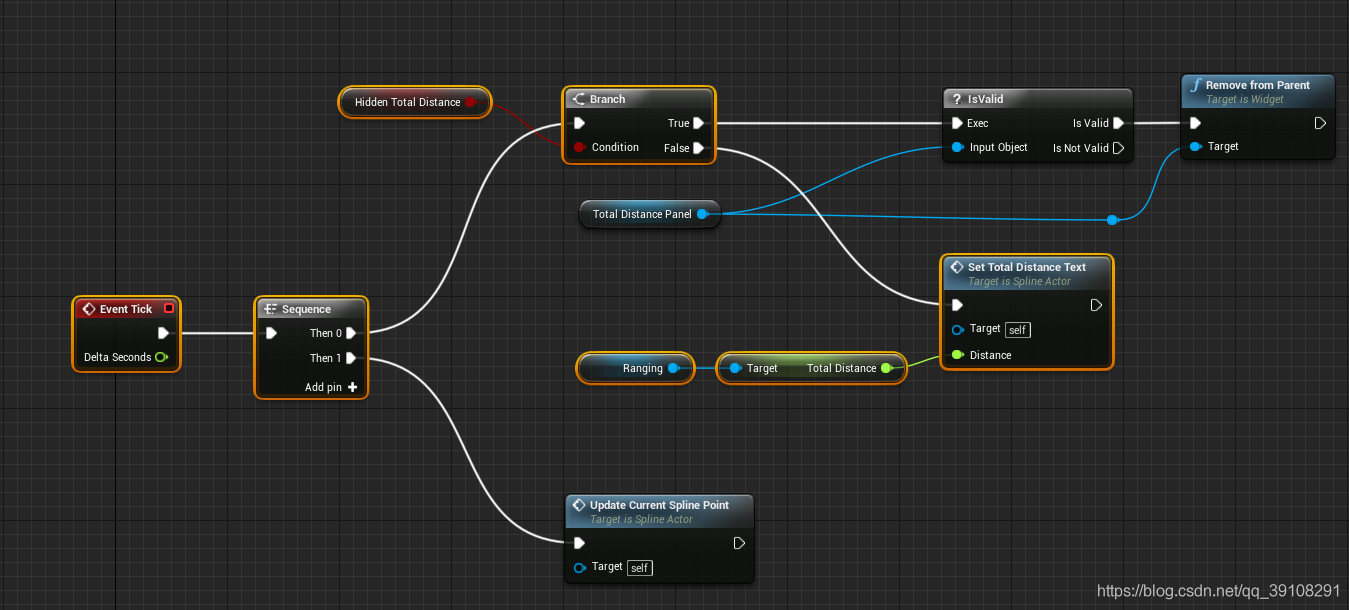 Hidden Total Distance
Branch
True
Condition
False
? IsValid
Exec
Is Valid
Input Object
Is Not Valid
f Remove from Parent
Target is Widget
Target
Total Distance Panel
Event Tick
Delta Seconds
Sequence
Then 0
Then 1
Add pin +
Set Total Distance Text
Target is Spline Actor
Target self
Distance
Ranging
Target
Total Distance
Update Current Spline Point
Target is Spline Actor
Target self
https://blog.csdn.net/qq_39108291